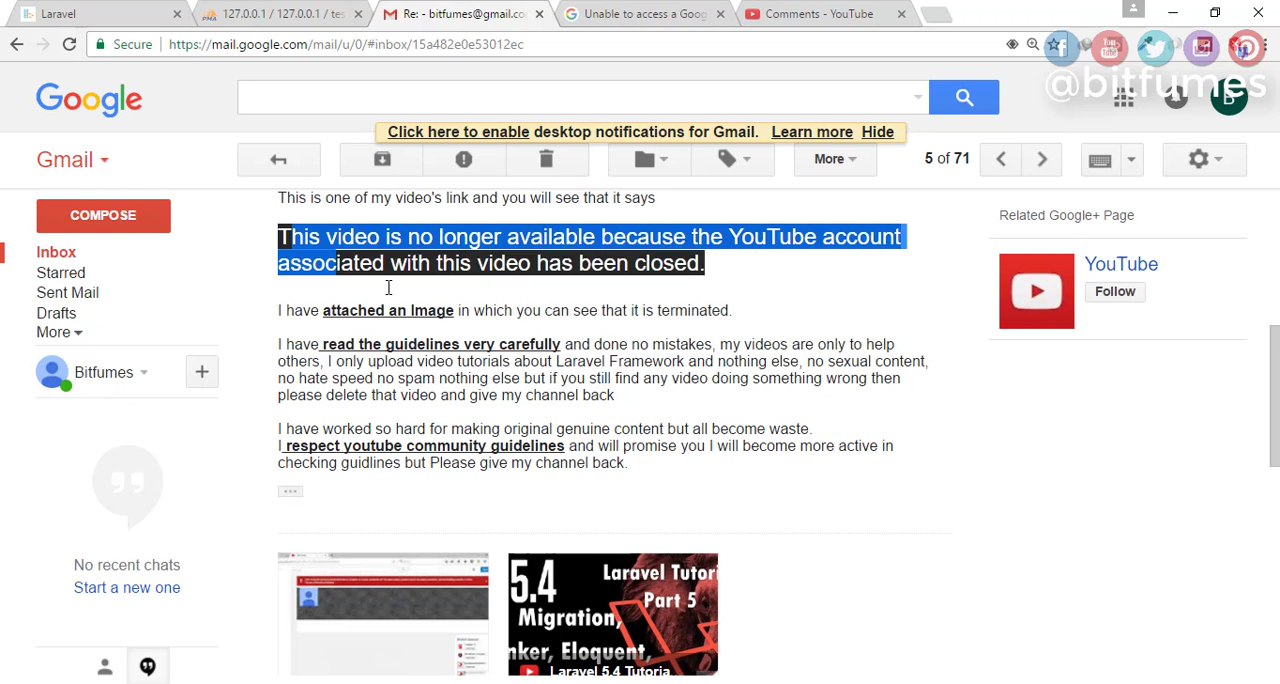 Laravel
127.0.0.1 / 127.0.0.1 / te
Re: - bitfumes@gmail.co
Unable to access a Goog
Comments - YouTube
Secure
https://mail.google.com/mail/u/0/#inbox/15a482e0e53012ec
@bitfumes
Google
Click here to enable desktop notifications for Gmail. Learn more Hide
Gmail
More
5 of 71
COMPOSE
Inbox
Starred
Sent Mail
Drafts
More
Bitfumes
No recent chats
Start a new one
This is one of my video's link and you will see that it says
This video is no longer available because the YouTube account
associated with this video has been closed.
I have attached an Image in which you can see that it is terminated.
I have read the guidelines very carefully and done no mistakes, my videos are only to help
others, I only upload video tutorials about Laravel Framework and nothing else, no sexual content,
no hate speed no spam nothing else but if you still find any video doing something wrong then
please delete that video and give my channel back
I have worked so hard for making original genuine content but all become waste.
I respect youtube community guidelines and will promise you I will become more active in
checking guidlines but Please give my channel back.
5.4
Laravel Tutori
Part 5
Migration,
nker, Eloquent,
Laravel 5.4 Tutoria
Related Google+ Page
YouTube
Follow